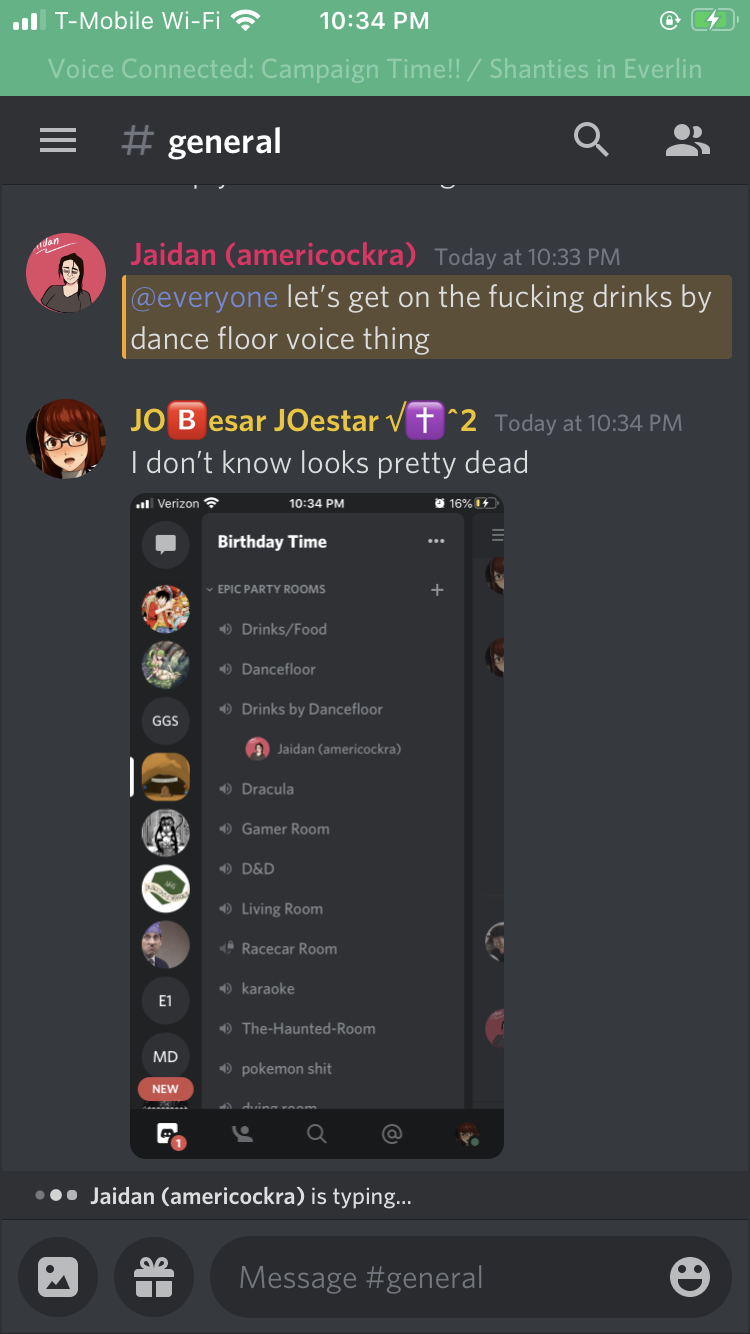 T-Mobile Wi-Fi 10:34 PM
Voice Connected: Campaign Time!! / Shanties in Everlin
# general
Jaidan (americockra) Today at 10:33 PM
@everyone let's get on the fucking drinks by
dance floor voice thing
JO🅱️esar JOestar √✝️^2 Today at 10:34 PM
I don't know looks pretty dead
Verizon 10:34 PM 16%
Birthday Time
EPIC PARTY ROOMS +
Drinks/Food
Dancefloor
GGS
Drinks by Dancefloor
Jaidan (americockra)
Dracula
Gamer Room
D&D
Living Room
Racecar Room
E1
karaoke
The-Haunted-Room
MD
pokemon shit
NEW
dying room
1
@
Jaidan (americockra) is typing...
Message #general